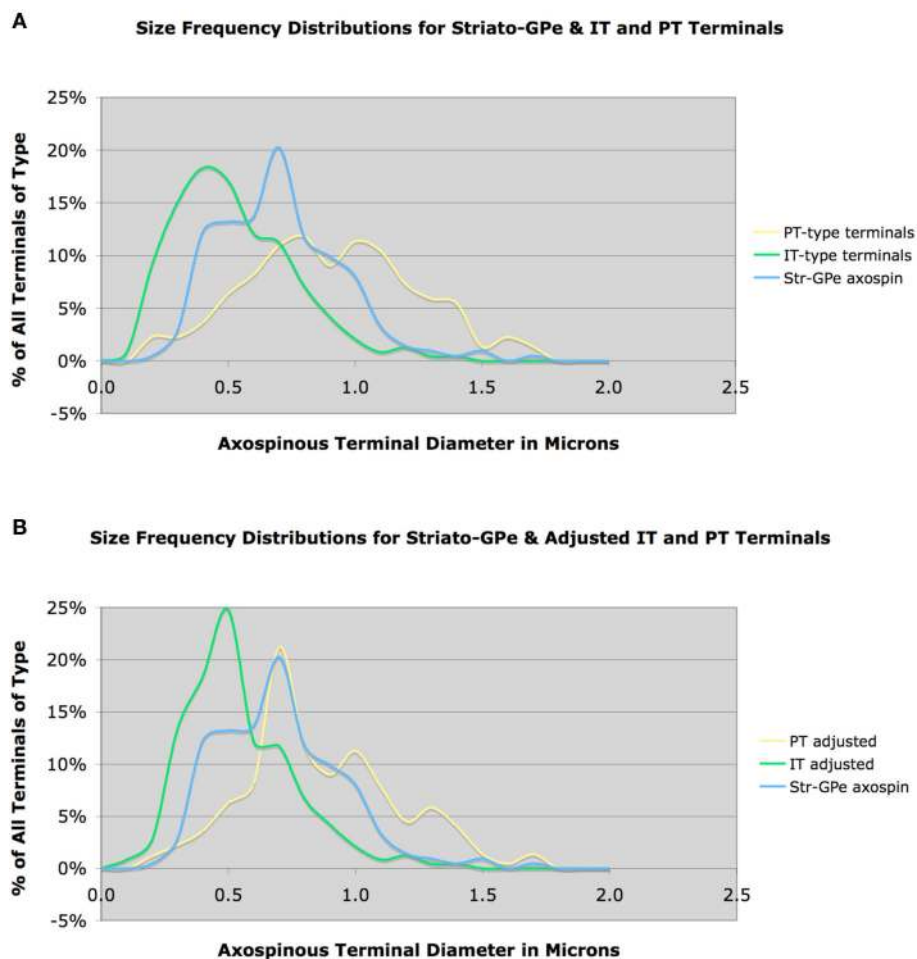 A
Size Frequency Distributions for Striato-GPe & IT and PT Terminals
25%
20%
15%
10%
5%
0%
-5%
0.0 0.5 1.0 1.5 2.0 2.5
% of All Terminals of Type
Axospinous Terminal Diameter in Microns
PT-type terminals
IT-type terminals
Str-GPe axospin
B
Size Frequency Distributions for Striato-GPe & Adjusted IT and PT Terminals
25%
20%
15%
10%
5%
0%
-5%
0.0 0.5 1.0 1.5 2.0 2.5
% of All Terminals of Type
Axospinous Terminal Diameter in Microns
PT adjusted
IT adjusted
Str-GPe axospin